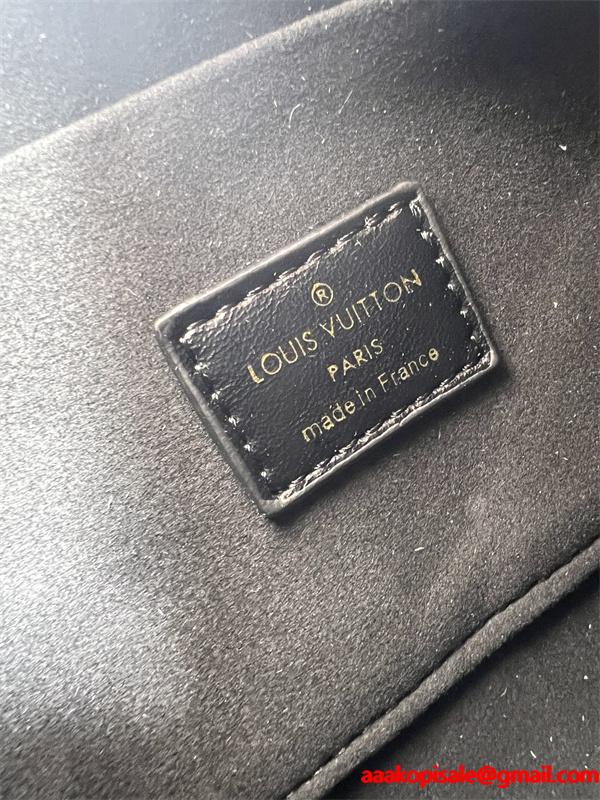 ®
LOUIS VUITTON
PARIS
made in France
aaakopisale@gmail.com